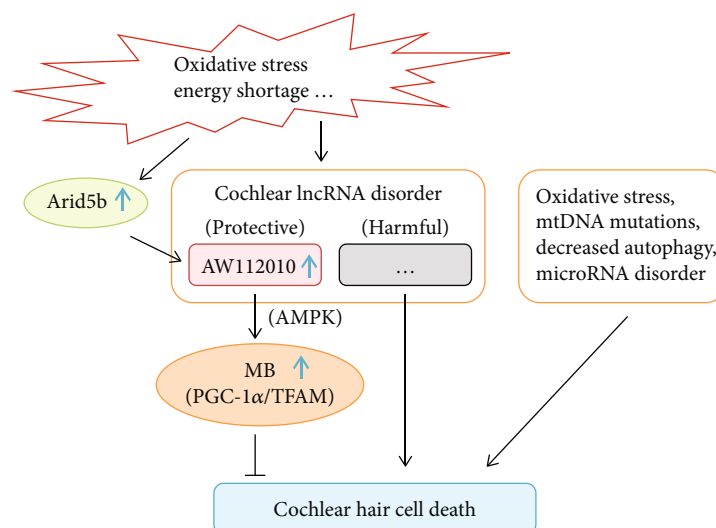 Oxidative stress
energy shortage …
Arid5b
Cochlear lncRNA disorder
(Protective)
(Harmful)
AW112010
…
Oxidative stress,
mtDNA mutations,
decreased autophagy,
microRNA disorder
(AMPK)
MB
(PGC-1α/TFAM)
Cochlear hair cell death